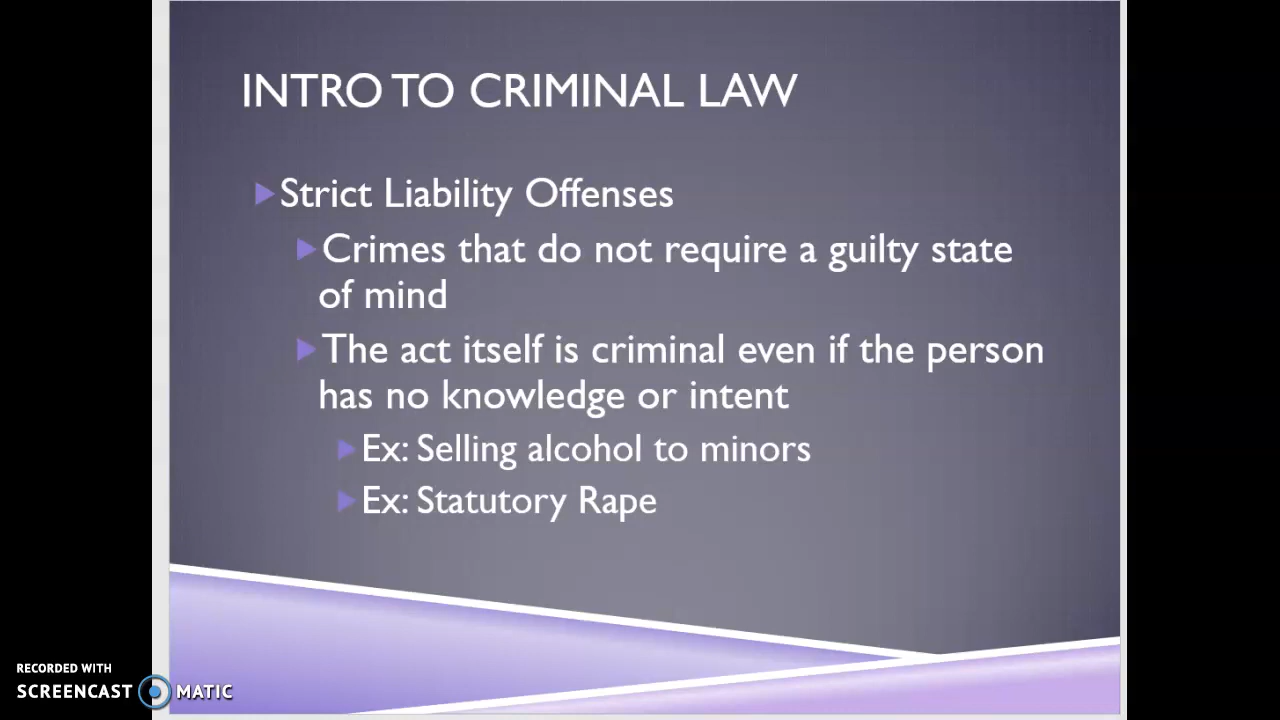 INTRO TO CRIMINAL LAW
Strict Liability Offenses
Crimes that do not require a guilty state
of mind
The act itself is criminal even if the person
has no knowledge or intent
Ex: Selling alcohol to minors
Ex: Statutory Rape
RECORDED WITH
SCREENCAST MATIC